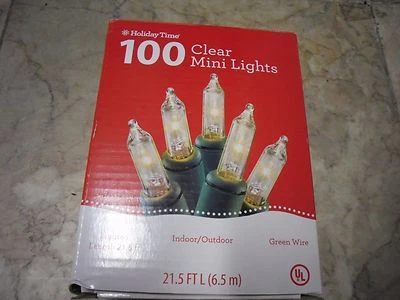 Holiday Time
100 Clear
Mini Lights
Indoor/Outdoor
Green Wire
21.5 FT L (6.5 m)
UL